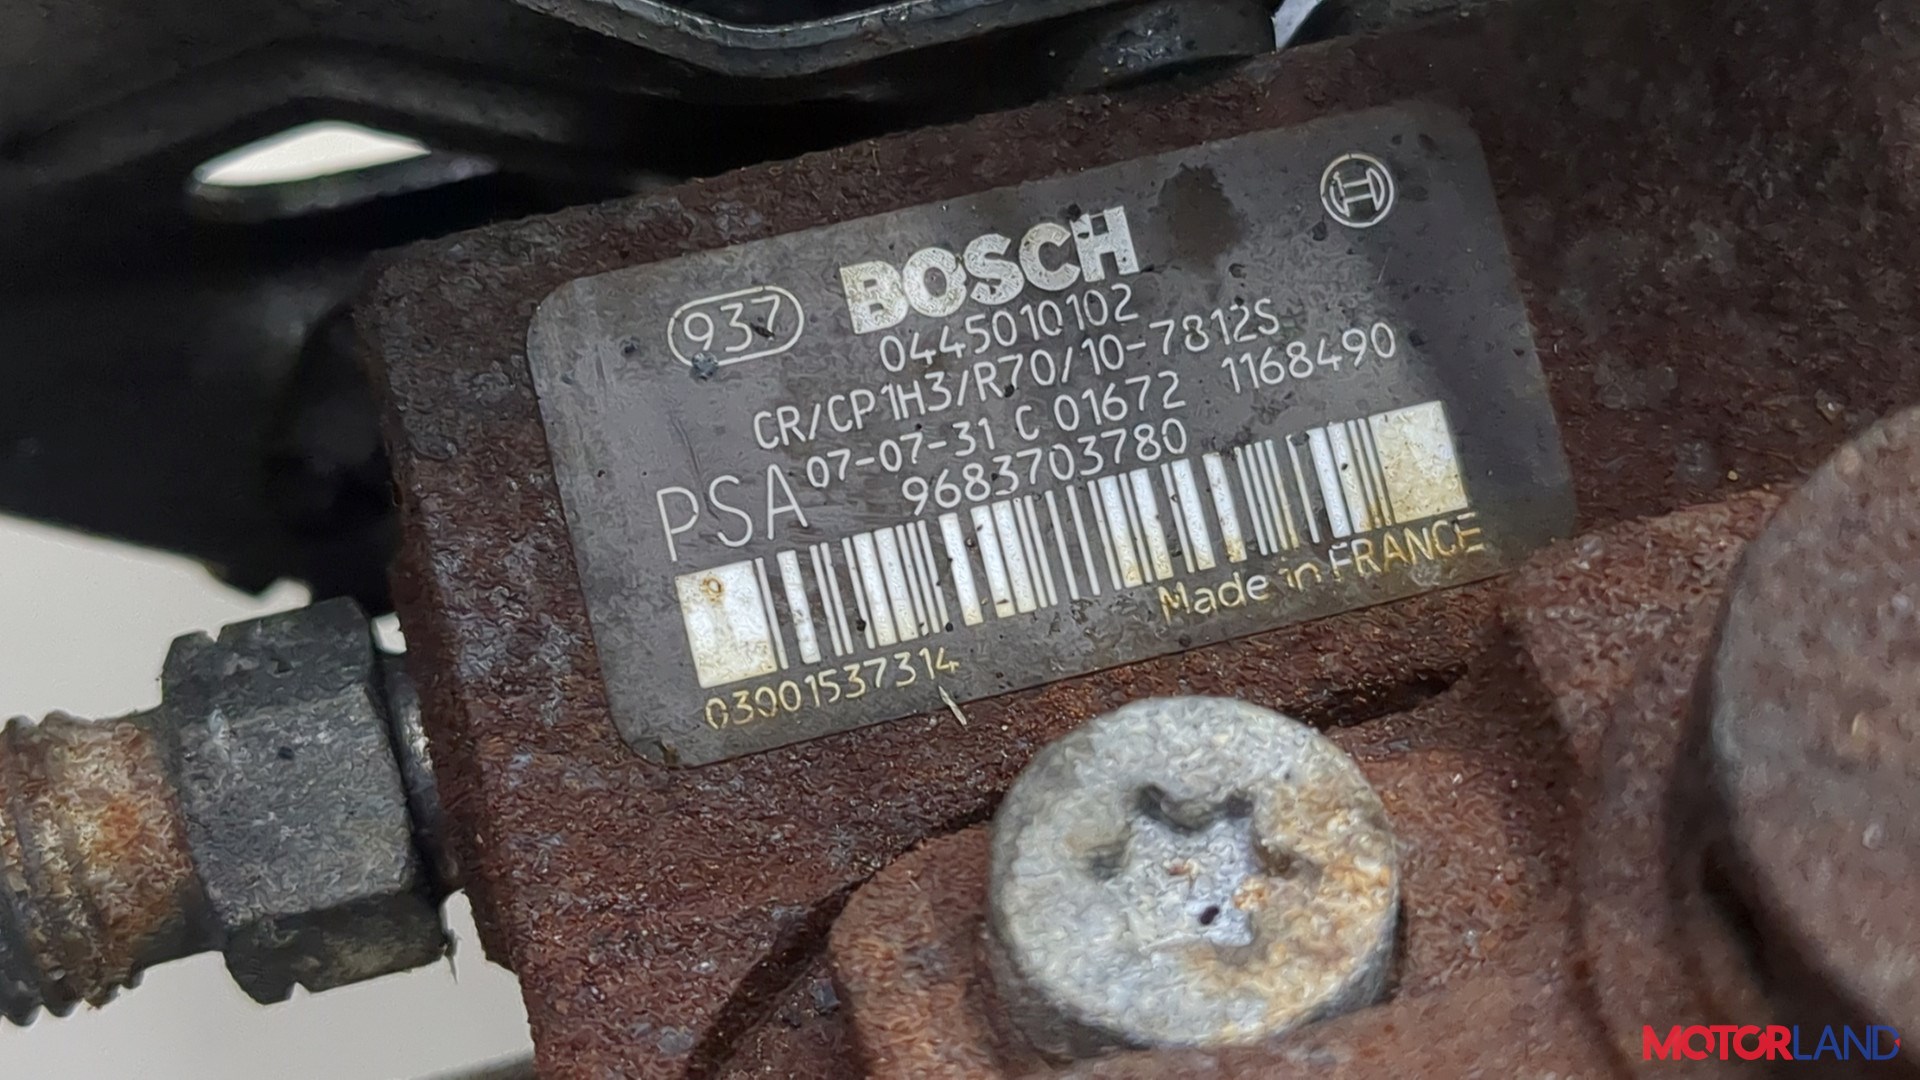 937 BOSCH
0445010102
CR/CP1H3/R70/10-7812S
07-07-31 C 01672 1168490
PSA 9683703780
Made in FRANCE
03001537314
MOTORLAND